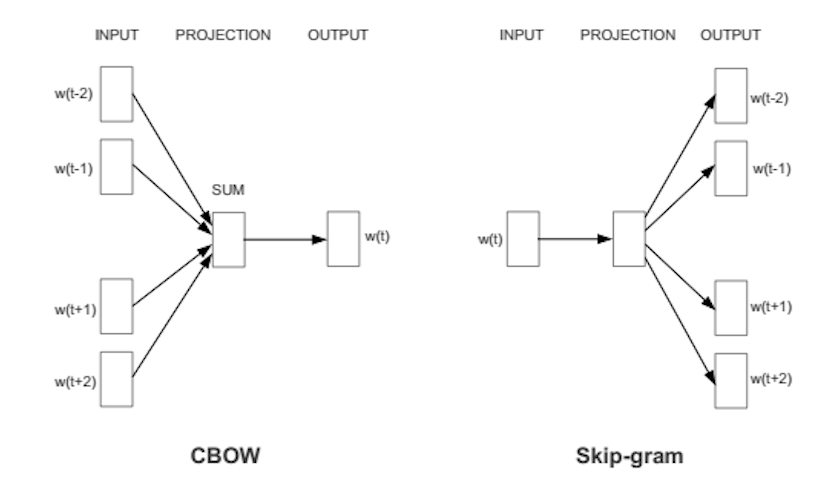 INPUT PROJECTION OUTPUT
w(t-2)
w(t-1)
SUM
w(t)
w(t+1)
w(t+2)
CBOW
INPUT PROJECTION OUTPUT
w(t-2)
w(t-1)
w(t)
w(t+1)
w(t+2)
Skip-gram